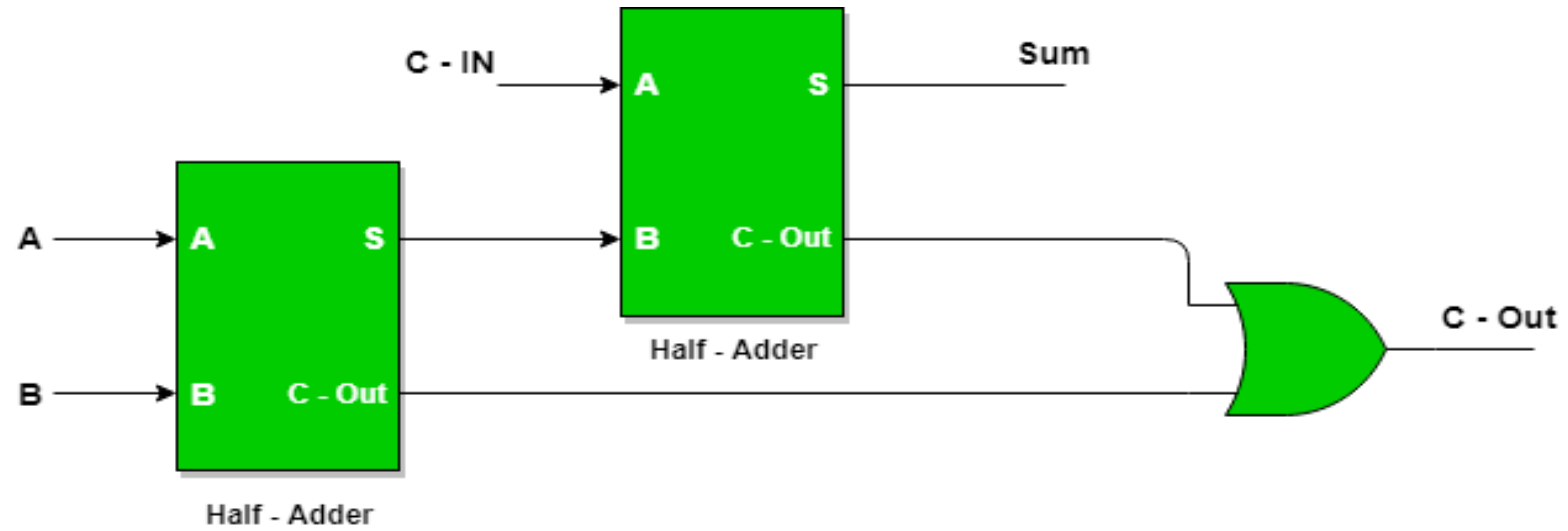 C - IN
Sum
A
S
A
A
S
B
C - Out
C - Out
Half - Adder
B
B
C - Out
Half - Adder